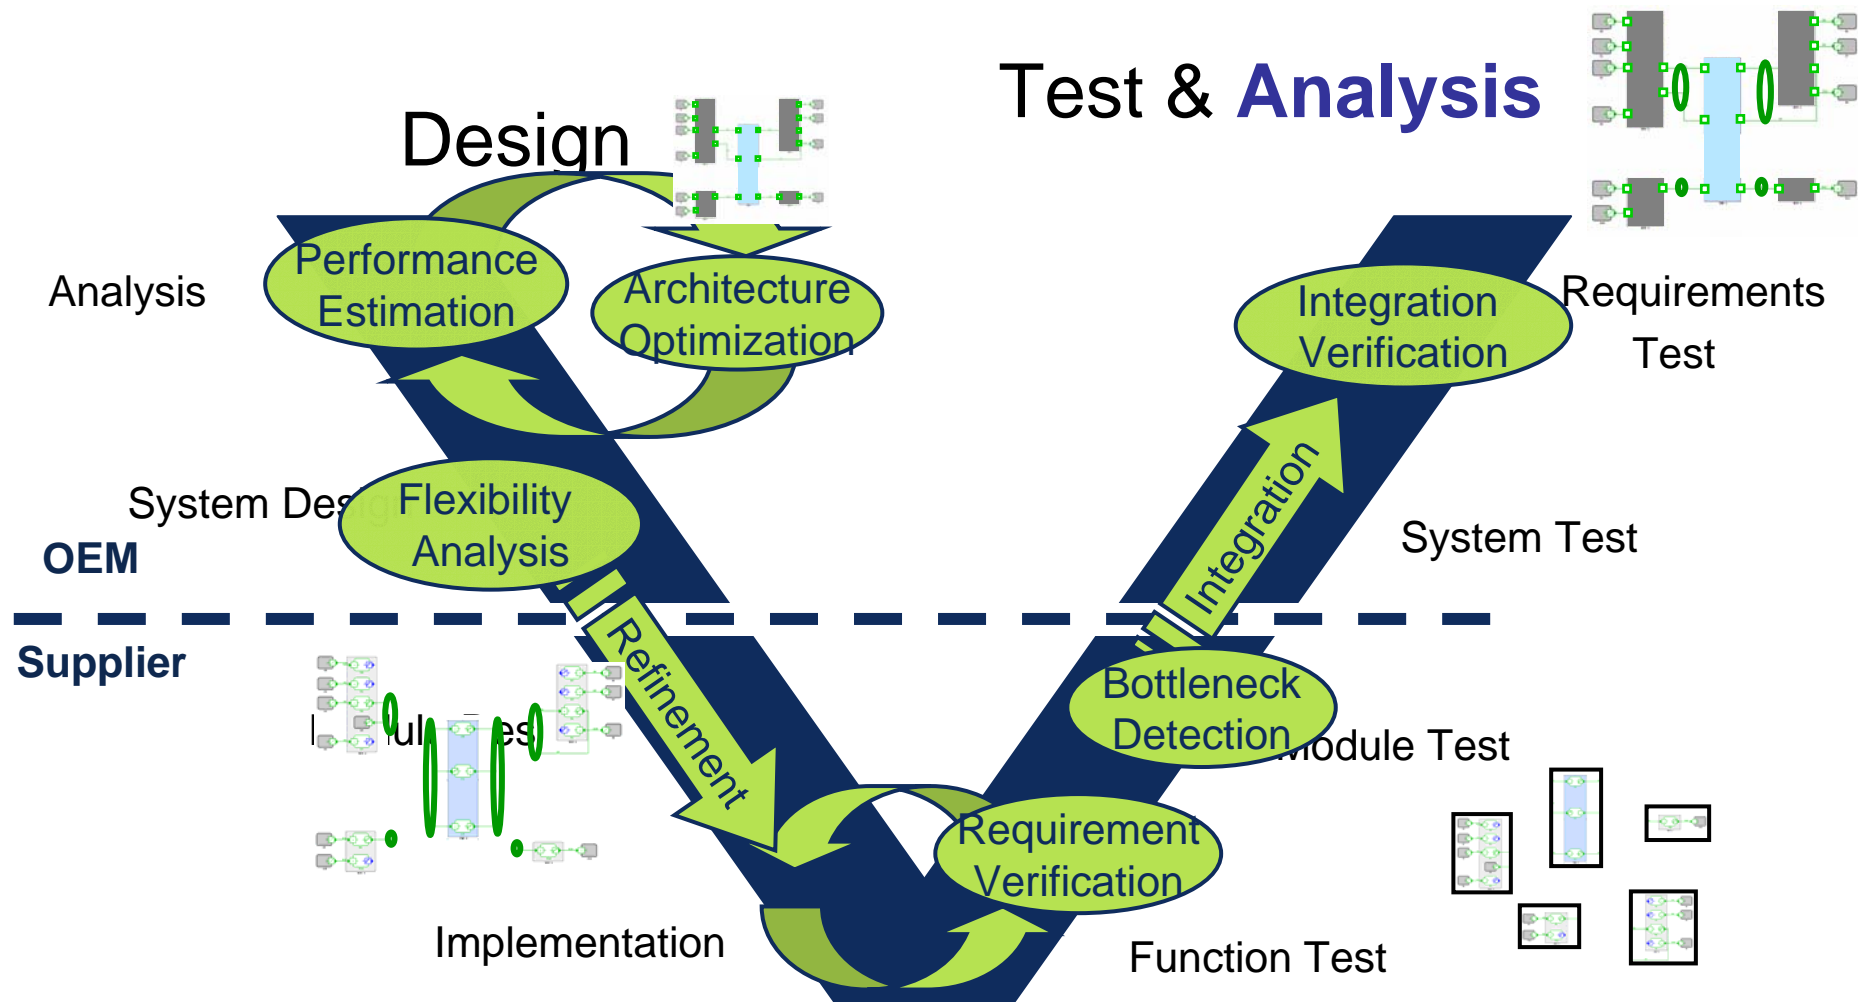 Test & Analysis
Design
Performance
Estimation
Architecture
Optimization
Analysis
Integration
Verification
Requirements
Test
System Design
Flexibility
Analysis
Integration
System Test
OEM
Supplier
Refinement
Bottleneck
Detection
Module Test
Requirement
Verification
Implementation
Function Test